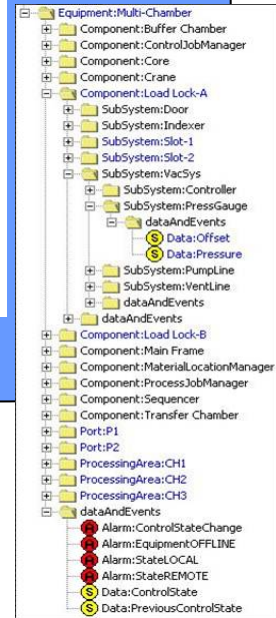 Equipment:Multi-Chamber
Component:Buffer Chamber
Component:ControlJobManager
Component:Core
Component:Crane
Component:Load Lock-A
SubSystem:Door
SubSystem:Indexer
SubSystem:Slot-1
SubSystem:Slot-2
SubSystem:VacSys
SubSystem:Controller
SubSystem:PressGauge
dataAndEvents
S Data:Offset
S Data:Pressure
SubSystem:PumpLine
SubSystem:VentLine
dataAndEvents
dataAndEvents
Component:Load Lock-B
Component:Main Frame
Component:MaterialLocationManager
Component:ProcessJobManager
Component:Sequencer
Component:Transfer Chamber
Port:P1
Port:P2
ProcessingArea:CH1
ProcessingArea:CH2
ProcessingArea:CH3
dataAndEvents
A Alarm:ControlStateChange
A Alarm:EquipmentOFFLINE
A Alarm:StateLOCAL
A Alarm:StateREMOTE
S Data:ControlState
S Data:PreviousControlState